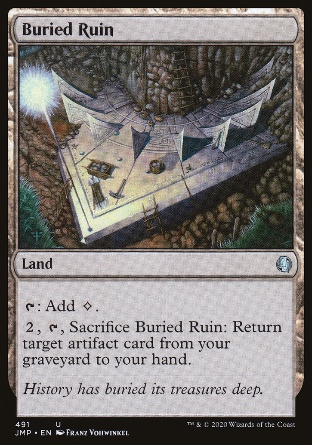 Buried Ruin
Land
: Add .
2, , Sacrifice Buried Ruin: Return
target artifact card from your
graveyard to your hand.
History has buried its treasures deep.
491 U
JMP • EN Franz Vohwinkel
™ & © 2020 Wizards of the Coast